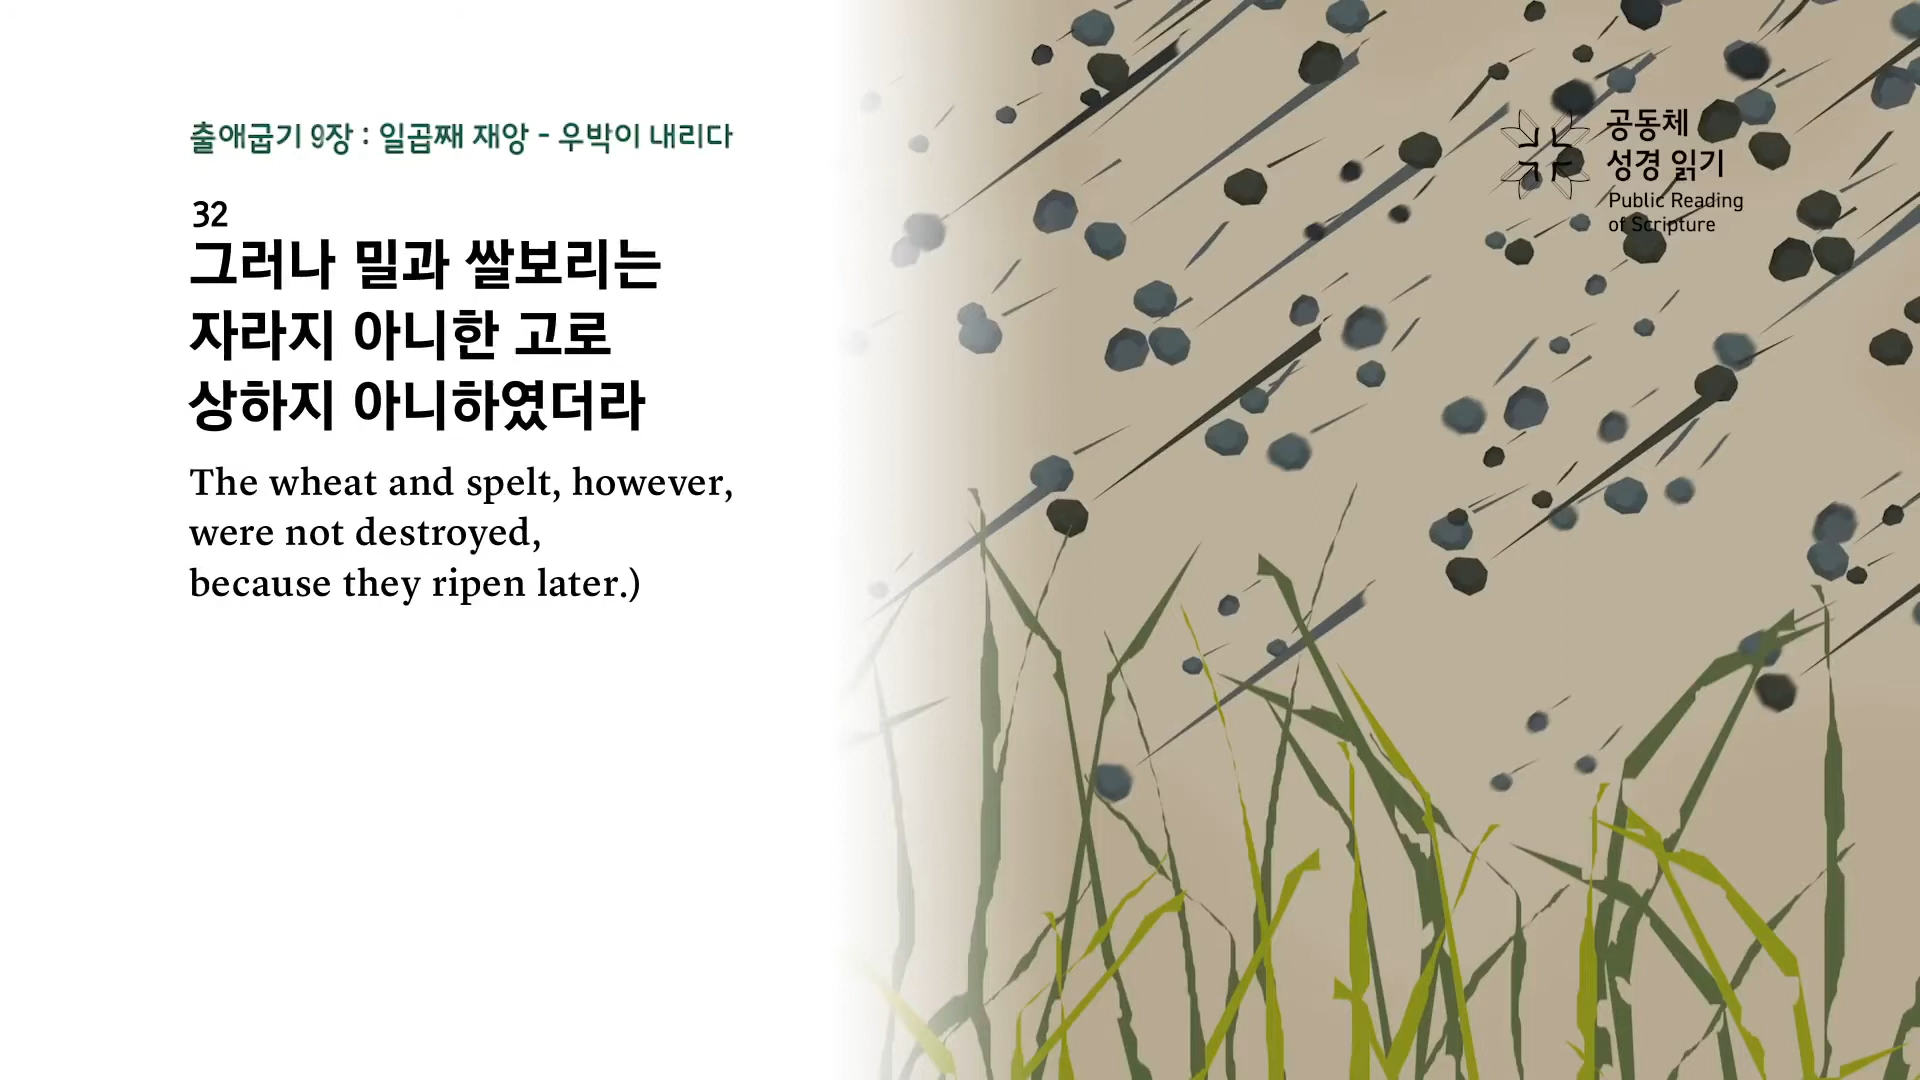 출애굽기 9장 : 일곱째 재앙 - 우박이 내리다
32
그러나 밀과 쌀보리는
자라지 아니한 고로
상하지 아니하였더라
The wheat and spelt, however,
were not destroyed,
because they ripen later.)
공동체
성경 읽기
Public Reading
of Scripture